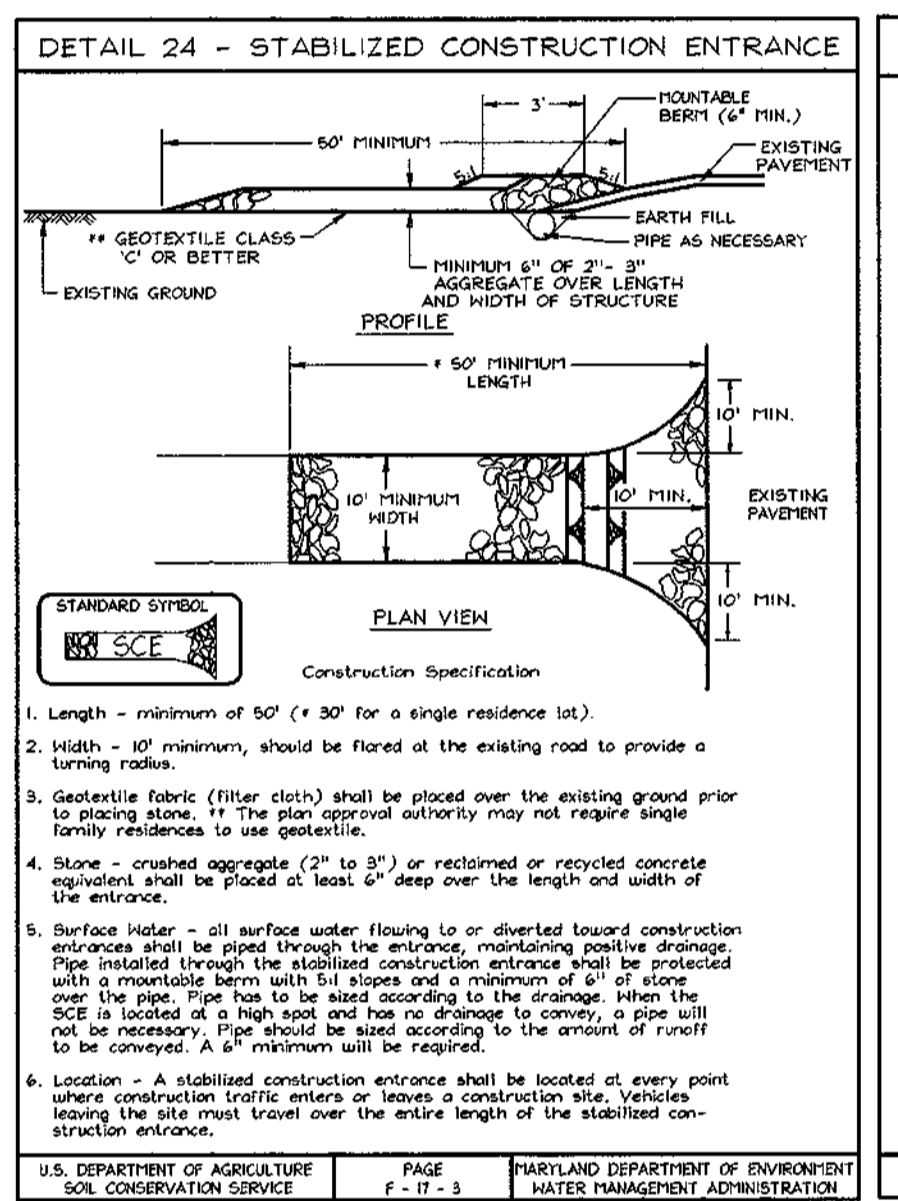 DETAIL 24 - STABILIZED CONSTRUCTION ENTRANCE
3'
MOUNTABLE
BERM (6" MIN.)
50' MINIMUM
EXISTING
PAVEMENT
5:1
5:1
EARTH FILL
** GEOTEXTILE CLASS
'C' OR BETTER
PIPE AS NECESSARY
MINIMUM 6" OF 2"- 3"
AGGREGATE OVER LENGTH
AND WIDTH OF STRUCTURE
EXISTING GROUND
PROFILE
* 50' MINIMUM
LENGTH
10' MIN.
10' MINIMUM
WIDTH
10' MIN.
EXISTING
PAVEMENT
10' MIN.
STANDARD SYMBOL
SCE
PLAN VIEW
Construction Specification
1. Length - minimum of 50' (* 30' for a single residence lot).
2. Width - 10' minimum, should be flared at the existing road to provide a
turning radius.
3. Geotextile fabric (filter cloth) shall be placed over the existing ground prior
to placing stone. ** The plan approval authority may not require single
family residences to use geotextile.
4. Stone - crushed aggregate (2" to 3") or reclaimed or recycled concrete
equivalent shall be placed at least 6" deep over the length and width of
the entrance.
5. Surface Water - all surface water flowing to or diverted toward construction
entrances shall be piped through the entrance, maintaining positive drainage.
Pipe installed through the stabilized construction entrance shall be protected
with a mountable berm with 5:1 slopes and a minimum of 6" of stone
over the pipe. Pipe has to be sized according to the drainage. When the
SCE is located at a high spot and has no drainage to convey, a pipe will
not be necessary. Pipe should be sized according to the amount of runoff
to be conveyed. A 6" minimum will be required.
6. Location - A stabilized construction entrance shall be located at every point
where construction traffic enters or leaves a construction site. Vehicles
leaving the site must travel over the entire length of the stabilized con-
struction entrance.
U.S. DEPARTMENT OF AGRICULTURE
SOIL CONSERVATION SERVICE
PAGE
F - 17 - 3
MARYLAND DEPARTMENT OF ENVIRONMENT
WATER MANAGEMENT ADMINISTRATION